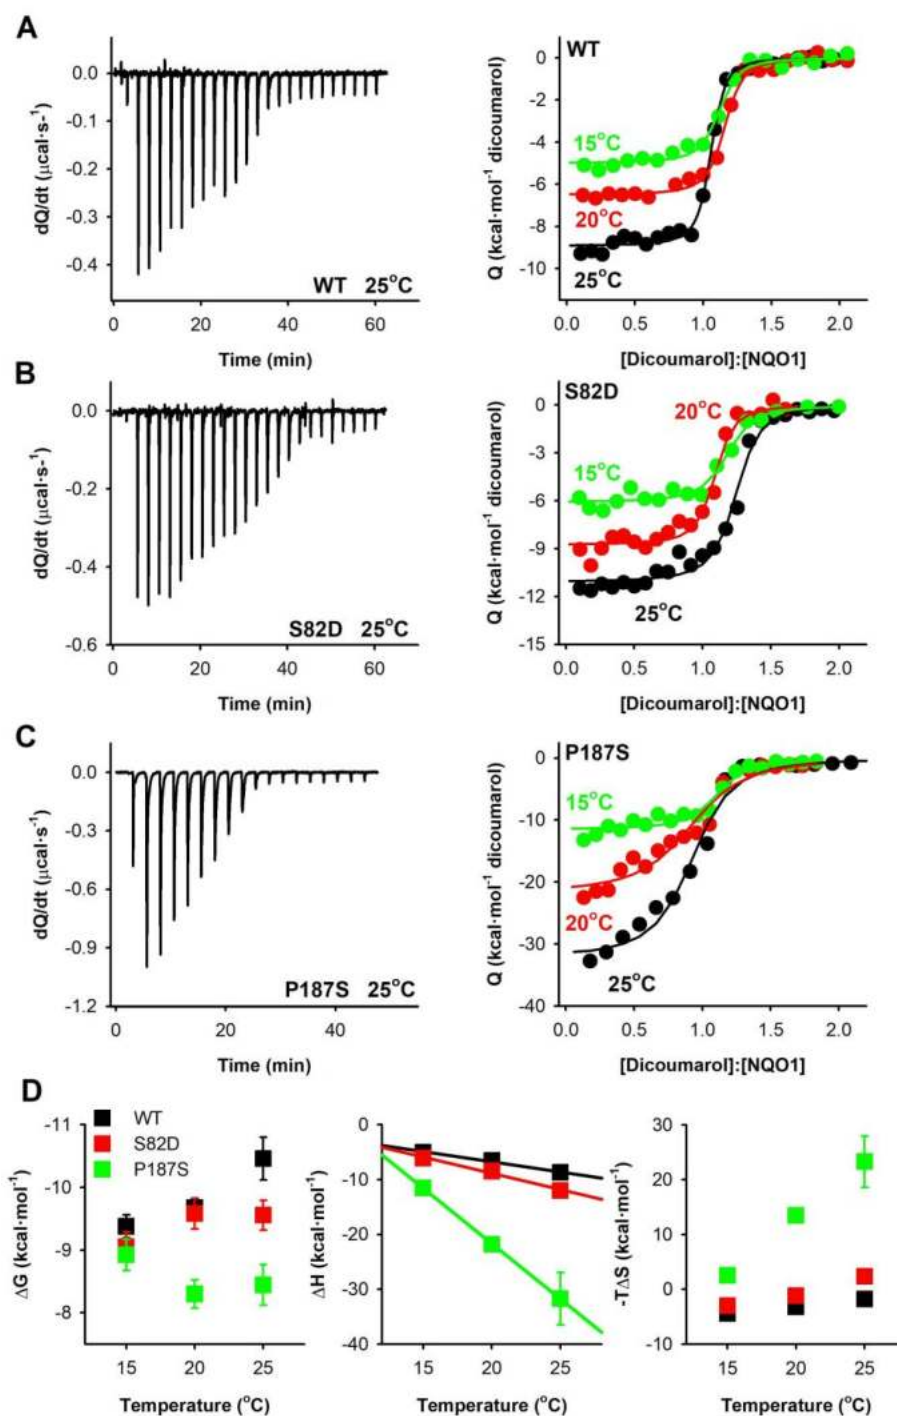 A
0.0
-0.1
-0.2
-0.3
-0.4
dQ/dt (µcal·s-¹)
WT 25°C
0 20 40 60
Time (min)
0
-2
-4
-6
-8
-10
Q (kcal·mol⁻¹ dicoumarol)
WT
15°C
20°C
25°C
0.0 0.5 1.0 1.5 2.0
[Dicoumarol]:[NQO1]
B
0.0
-0.2
-0.4
-0.6
dQ/dt (µcal·s-¹)
S82D 25°C
0 20 40 60
Time (min)
0
-3
-6
-9
-12
-15
Q (kcal·mol⁻¹ dicoumarol)
S82D
20°C
15°C
25°C
0.0 0.5 1.0 1.5 2.0
[Dicoumarol]:[NQO1]
C
0.0
-0.3
-0.6
-0.9
-1.2
dQ/dt (µcal·s⁻¹)
P187S 25°C
0 20 40
Time (min)
0
-10
-20
-30
-40
Q (kcal·mol⁻¹ dicoumarol)
P187S
15°C
20°C
25°C
0.0 0.5 1.0 1.5 2.0
[Dicoumarol]:[NQO1]
D
WT
S82D
P187S
-11
-10
-9
-8
ΔG (kcal·mol⁻¹)
15 20 25
Temperature (°C)
0
-10
-20
-30
-40
ΔH (kcal·mol⁻¹)
15 20 25
Temperature (°C)
30
20
10
0
-10
-TΔS (kcal·mol⁻¹)
15 20 25
Temperature (°C)